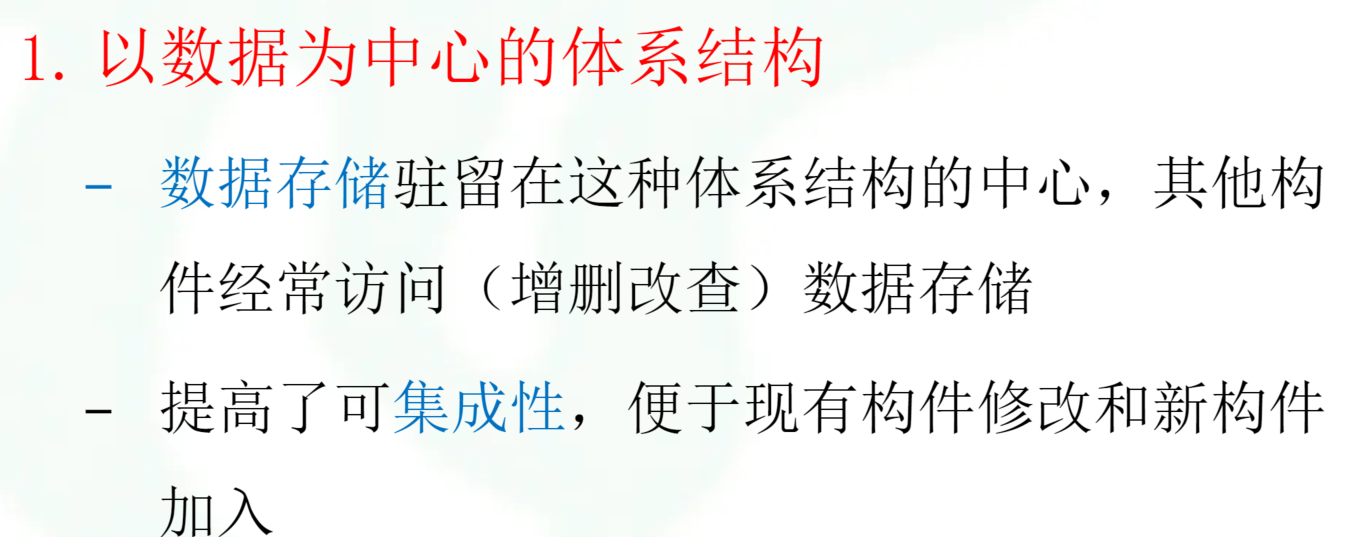 1. 以数据为中心的体系结构
– 数据存储驻留在这种体系结构的中心，其他构
件经常访问（增删改查）数据存储
– 提高了可集成性，便于现有构件修改和新构件
加入